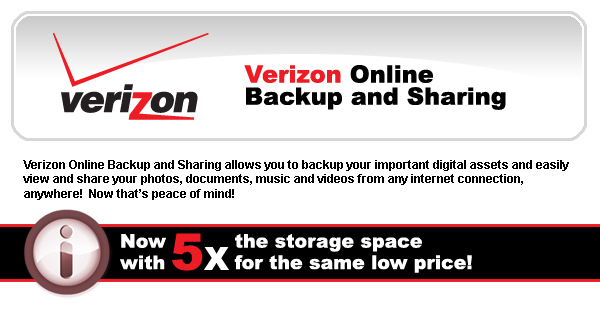 verizon
Verizon Online
Backup and Sharing
Verizon Online Backup and Sharing allows you to backup your important digital assets and easily
view and share your photos, documents, music and videos from any internet connection,
anywhere! Now that's peace of mind!
i
Now 5x the storage space
with for the same low price!